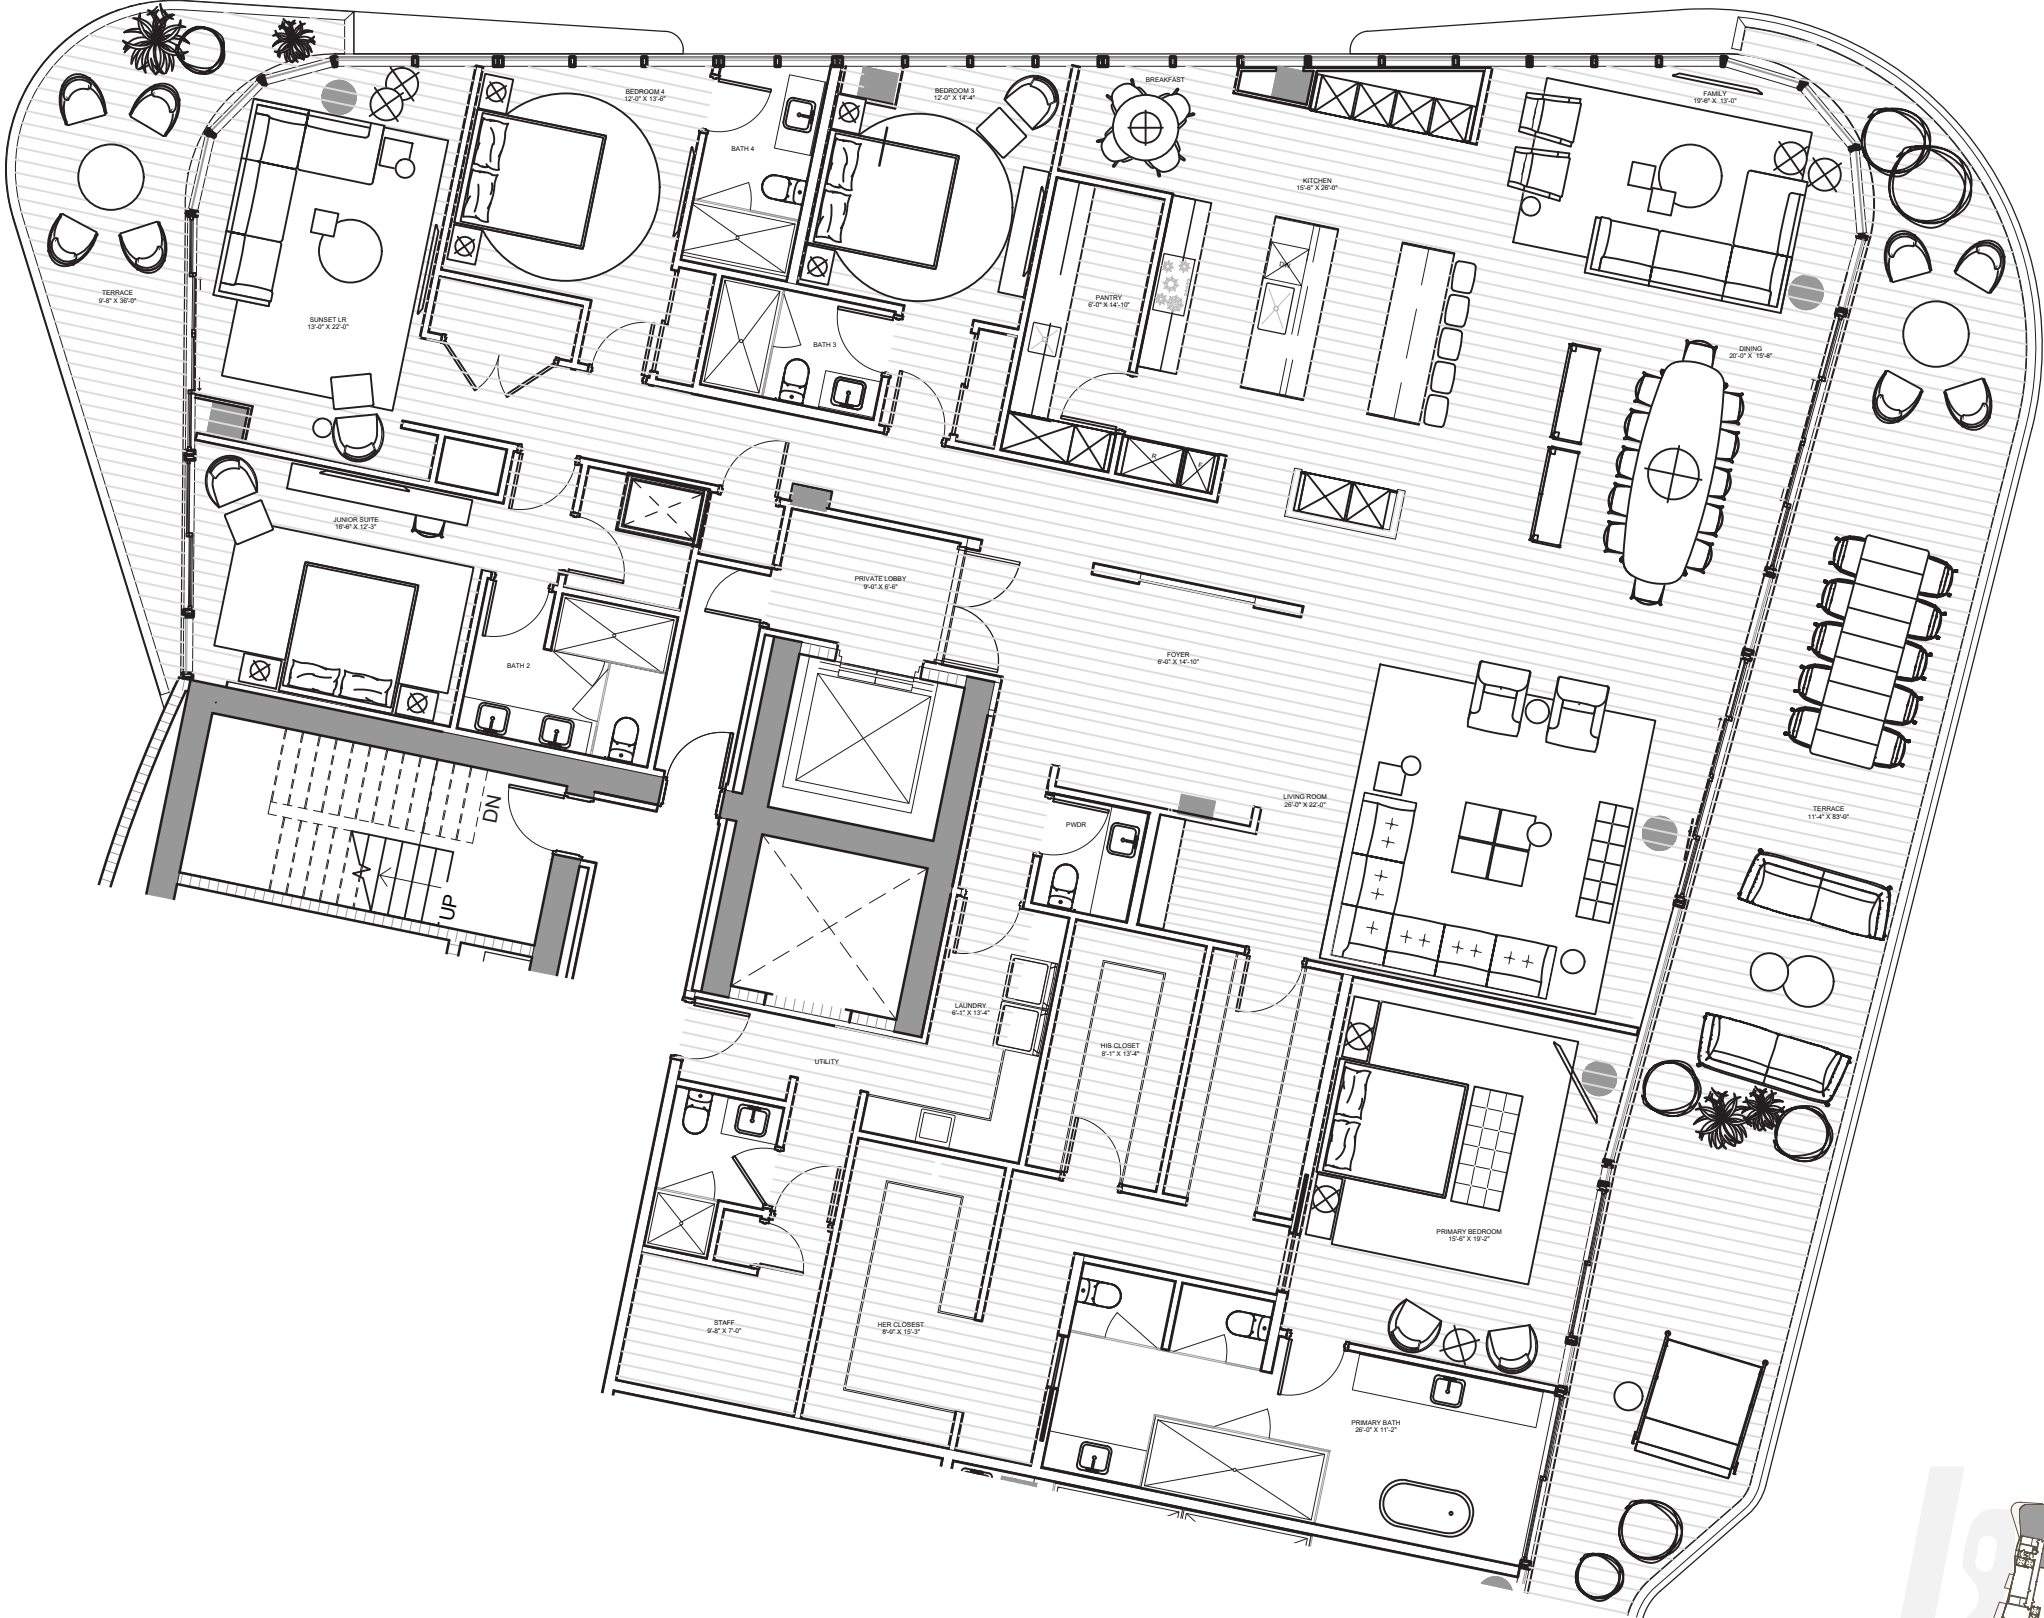 BEDROOM 4
12'-0" X 13'-6"
BEDROOM 3
12'-0" X 14'-4"
BREAKFAST
FAMILY
19'-6" X 13'-0"
BATH 4
KITCHEN
15'-6" X 26'-0"
DW
TERRACE
9'-8" X 36'-0"
SUNSET LR
13'-0" X 22'-0"
PANTRY
6'-0" X 14'-10"
BATH 3
DINING
20'-0" X 15'-8"
R
F
JUNIOR SUITE
16'-6" X 12'-3"
PRIVATE LOBBY
9'-0" X 6'-6"
BATH 2
FOYER
6'-0" X 14'-10"
LIVING ROOM
26'-0" X 22'-0"
TERRACE
11'-4" X 83'-0"
DN
PWDR
UP
LAUNDRY
6'-1" X 13'-4"
HIS CLOSET
8'-1" X 13'-4"
UTILITY
PRIMARY BEDROOM
15'-6" X 19'-2"
STAFF
9'-8" X 7'-0"
HER CLOSEST
8'-0" X 15'-3"
PRIMARY BATH
26'-0" X 11'-2"